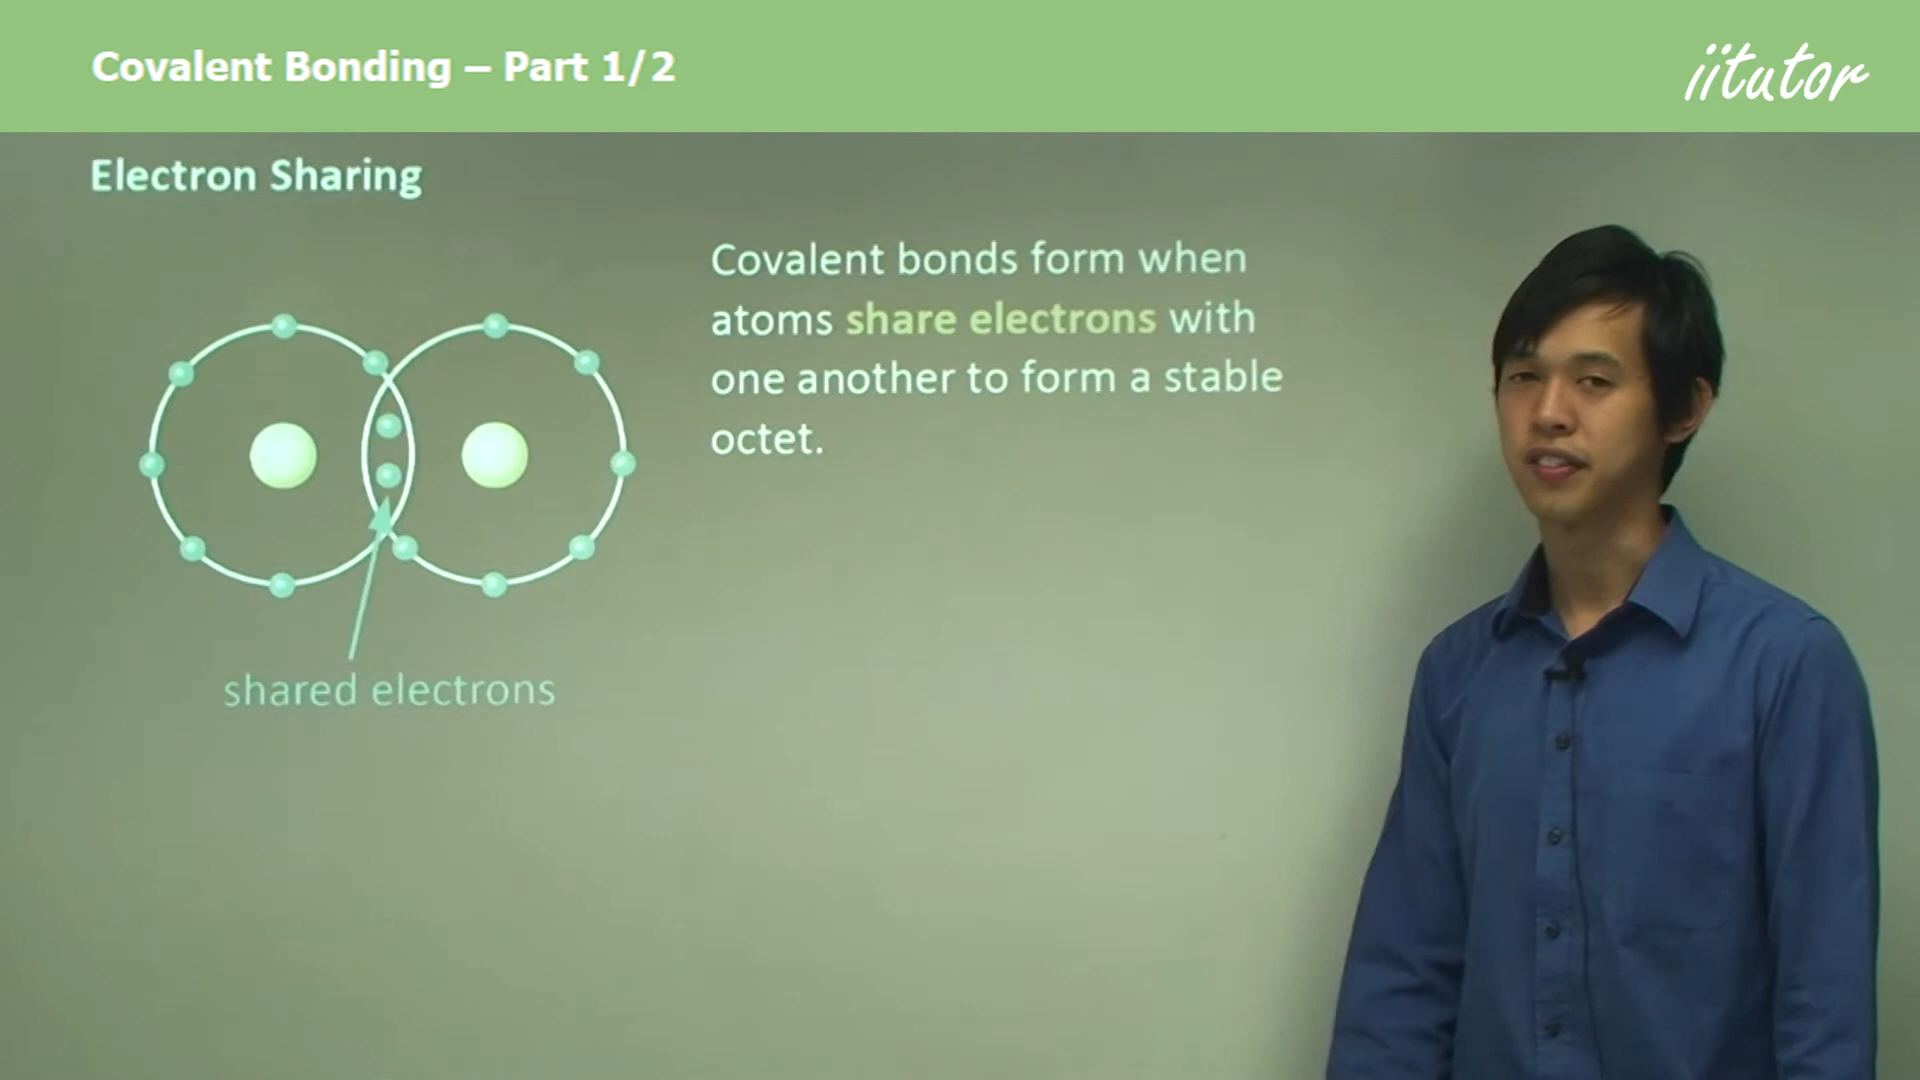 Covalent Bonding – Part 1/2
iitutor
Electron Sharing
Covalent bonds form when
atoms share electrons with
one another to form a stable
octet.
shared electrons